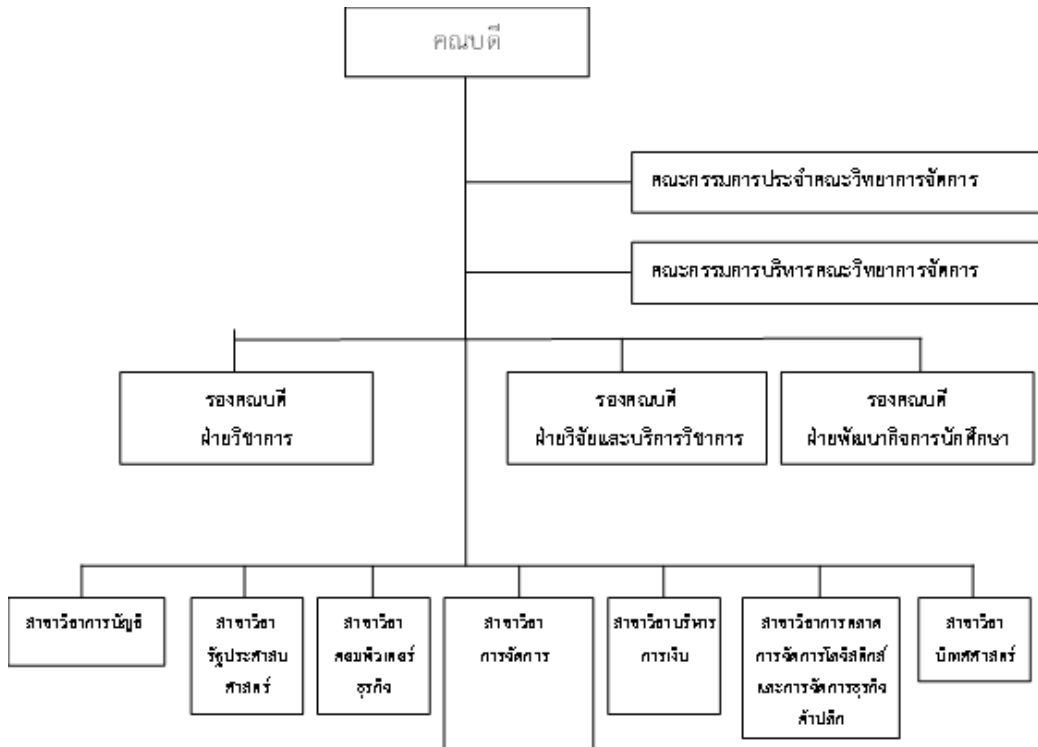 คณบดี
คณะกรรมการประจำคณะวิทยาการจัดการ
คณะกรรมการบริหารคณะวิทยาการจัดการ
รองคณบดี
ฝ่ายวิชาการ
รองคณบดี
ฝ่ายวิจัยและบริการวิชาการ
รองคณบดี
ฝ่ายพัฒนากิจการนักศึกษา
สาขาวิชาการบัญชี
สาขาวิชา
รัฐประศาสน
ศาสตร์
สาขาวิชา
คอมพิวเตอร์
ธุรกิจ
สาขาวิชา
การจัดการ
สาขาวิชาบริหาร
การเงิน
สาขาวิชาการตลาด
การจัดการโลจิสติกส์
และการจัดการธุรกิจ
ค้าปลีก
สาขาวิชา
นิเทศศาสตร์